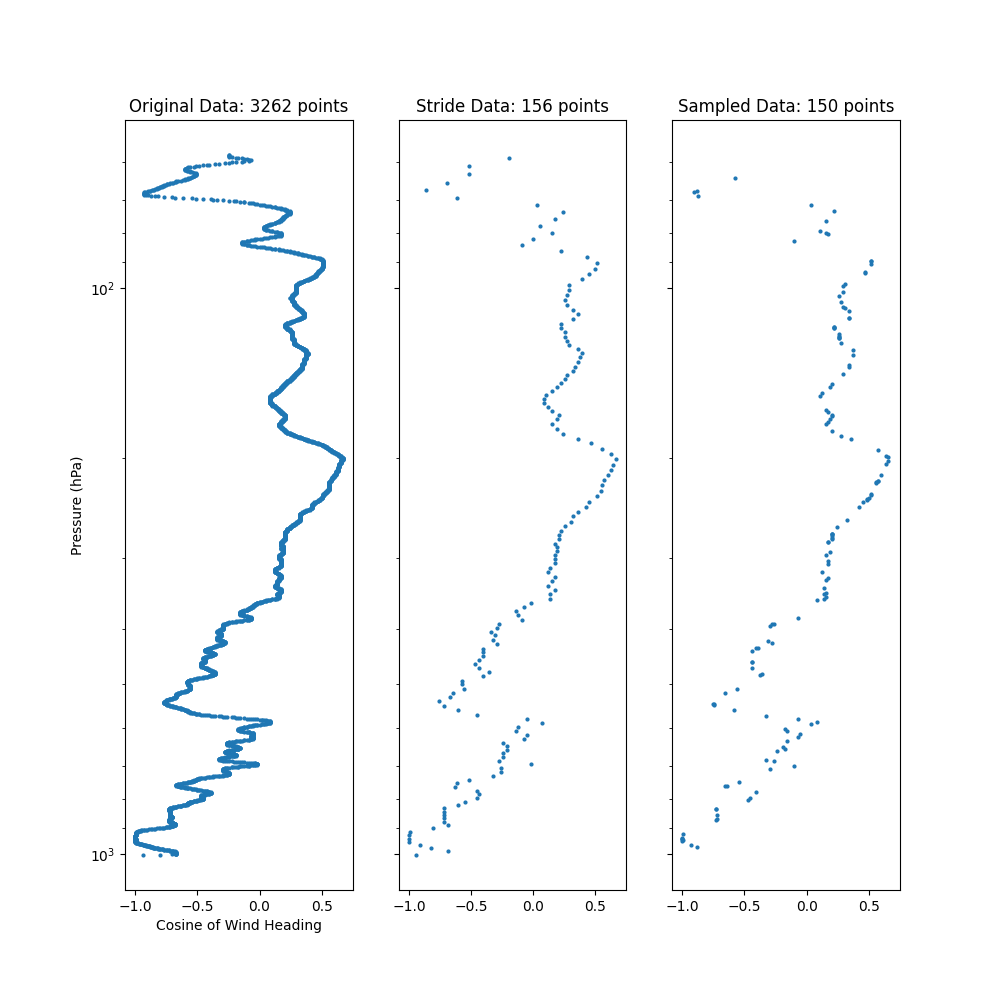 Original Data: 3262 points
Stride Data: 156 points
Sampled Data: 150 points
Pressure (hPa)
10²
10³
−1.0 −0.5 0.0 0.5
−1.0 −0.5 0.0 0.5
−1.0 −0.5 0.0 0.5
Cosine of Wind Heading